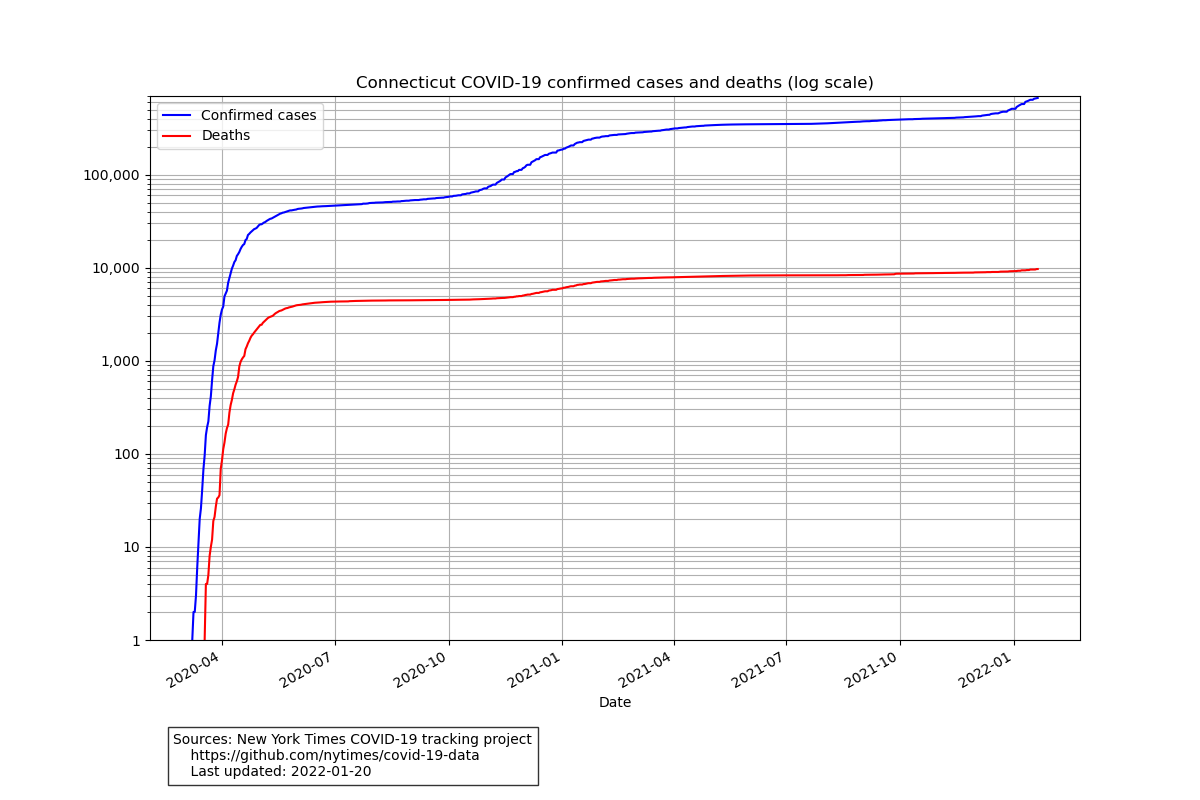 Connecticut COVID-19 confirmed cases and deaths (log scale)
Confirmed cases
Deaths
100,000
10,000
1,000
100
10
1
2020-04
2020-07
2020-10
2021-01
2021-04
2021-07
2021-10
2022-01
Date
Sources: New York Times COVID-19 tracking project
https://github.com/nytimes/covid-19-data
Last updated: 2022-01-20